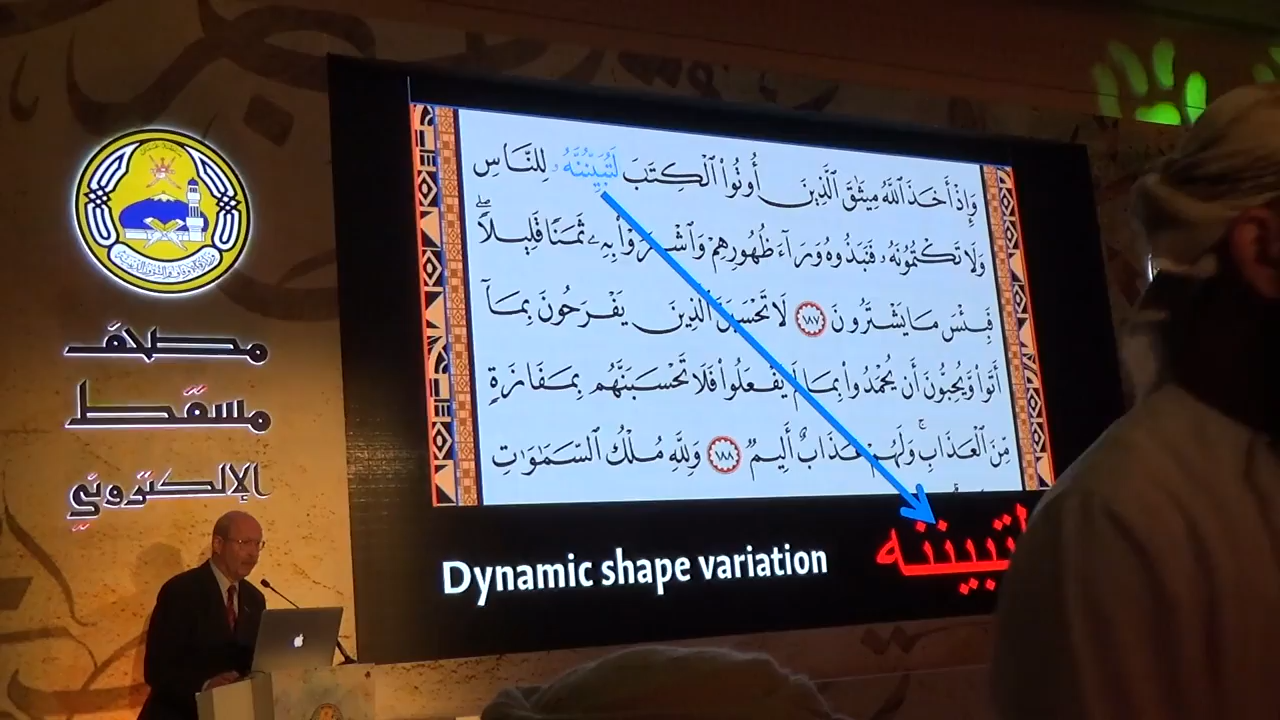 وَإِذْ أَخَذَ ٱللَّهُ مِيثَٰقَ ٱلَّذِينَ أُوتُوا۟ ٱلْكِتَٰبَ لَتُبَيِّنُنَّهُۥ لِلنَّاسِ
وَلَا تَكْتُمُونَهُۥ فَنَبَذُوهُ وَرَآءَ ظُهُورِهِمْ وَٱشْتَرَوْا۟ بِهِۦ ثَمَنًا قَلِيلًا ۖ
فَبِئْسَ مَا يَشْتَرُونَ ١٨٧ لَا تَحْسَبَنَّ ٱلَّذِينَ يَفْرَحُونَ بِمَآ
أَتَوا۟ وَّيُحِبُّونَ أَن يُحْمَدُوا۟ بِمَا لَمْ يَفْعَلُوا۟ فَلَا تَحْسَبَنَّهُم بِمَفَازَةٍ
مِّنَ ٱلْعَذَابِ ۚ وَلَهُمْ عَذَابٌ أَلِيمٌ ١٨٨ وَلِلَّهِ مُلْكُ ٱلسَّمَٰوَٰتِ
Dynamic shape variation
لتبيننه
مصحف
مسقط
الإلكتروني